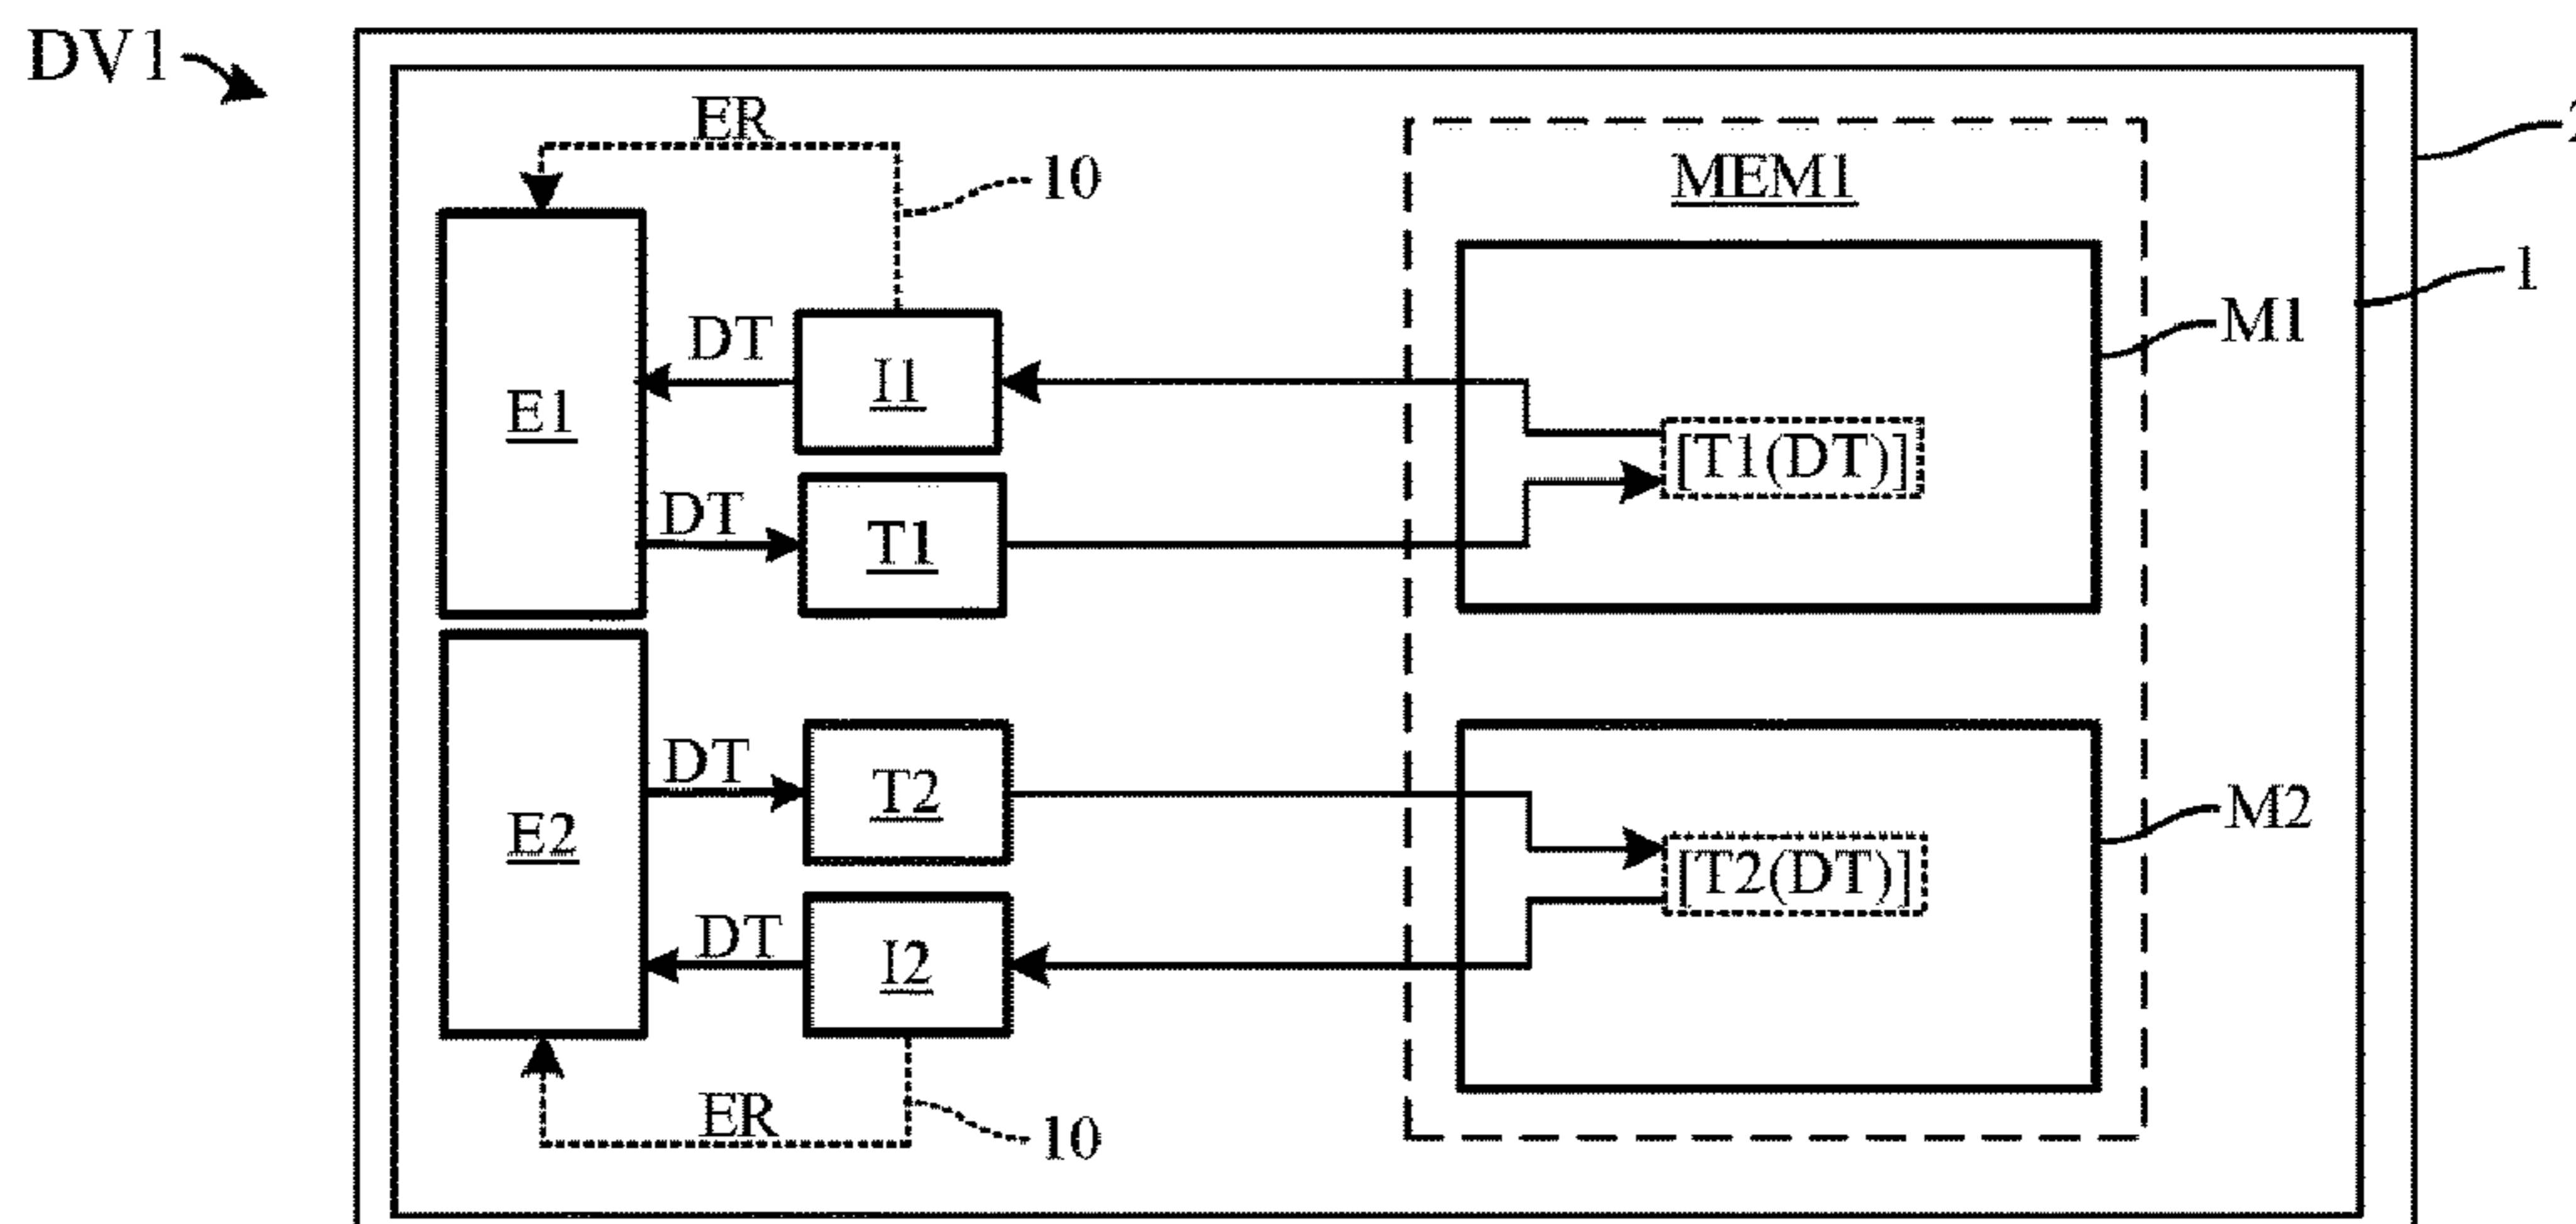 DV1
ER
10
MEM1
2
1
M1
DT
I1
E1
[T1(DT)]
DT
T1
DT
T2
M2
E2
[T2(DT)]
DT
I2
ER
10